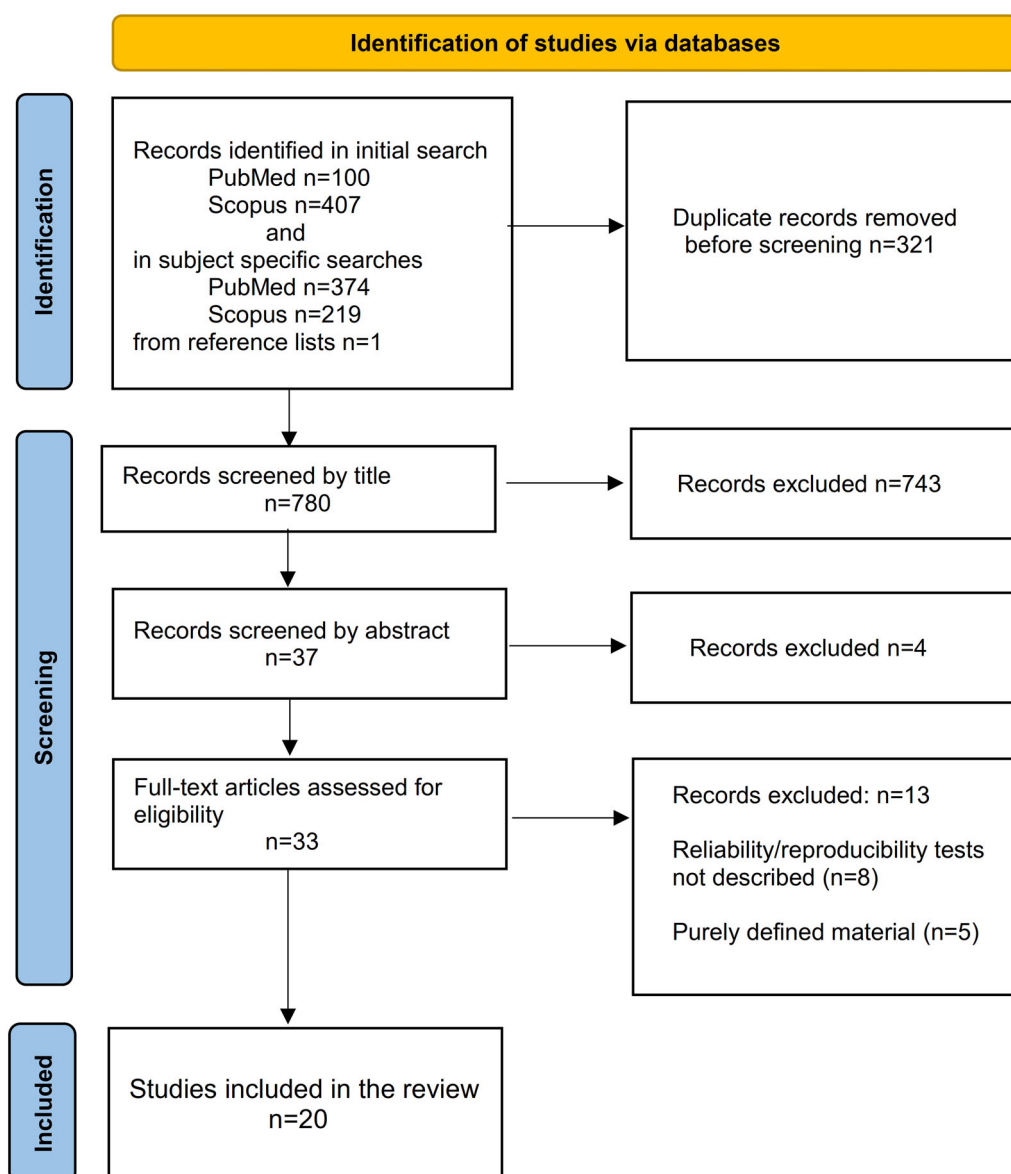 Identification of studies via databases
Identification
Records identified in initial search
PubMed n=100
Scopus n=407
and
in subject specific searches
PubMed n=374
Scopus n=219
from reference lists n=1
Duplicate records removed
before screening n=321
Screening
Records screened by title
n=780
Records excluded n=743
Records screened by abstract
n=37
Records excluded n=4
Full-text articles assessed for
eligibility
n=33
Records excluded: n=13
Reliability/reproducibility tests
not described (n=8)
Purely defined material (n=5)
Included
Studies included in the review
n=20